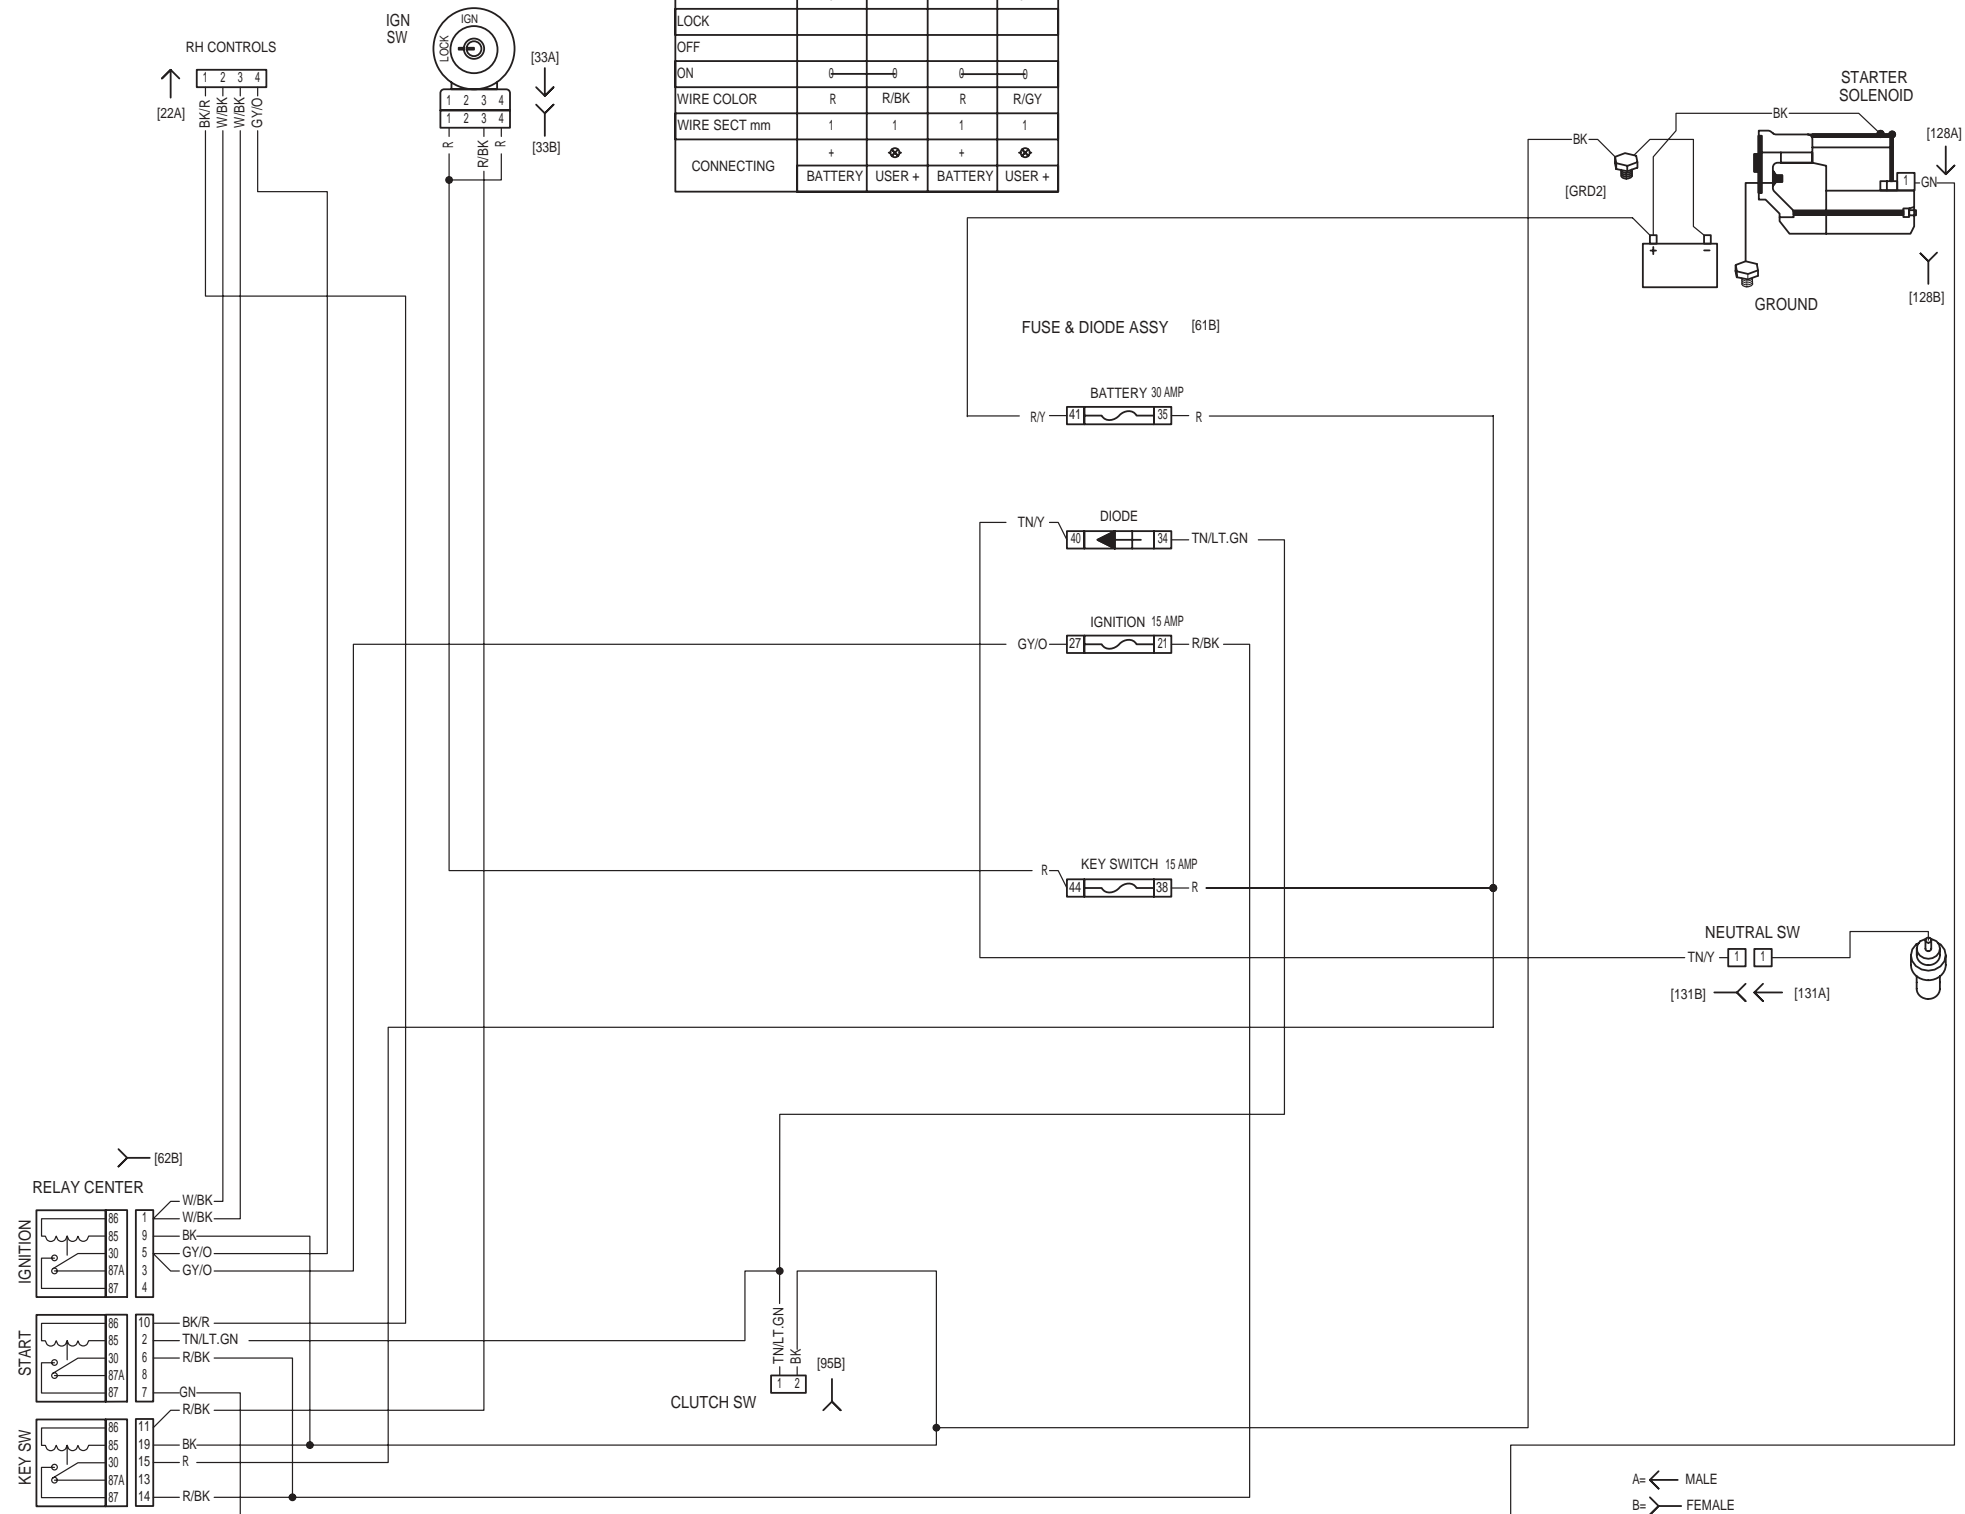 IGN
SW
IGN
LOCK
[33A]
1 2 3 4
1 2 3 4
R
R/BK
R
[33B]
RH CONTROLS
1 2 3 4
[22A]
BK/R
W/BK
W/BK
GY/O
LOCK
OFF
ON 0 0 0 0
WIRE COLOR R R/BK R R/GY
WIRE SECT mm 1 1 1 1
CONNECTING + +
BATTERY USER + BATTERY USER +
STARTER
SOLENOID
BK
BK
[128A]
1 GN
[GRD2]
+ -
GROUND
[128B]
FUSE & DIODE ASSY [61B]
BATTERY 30 AMP
R/Y 41 35 R
DIODE
TN/Y 40 34 TN/LT.GN
IGNITION 15 AMP
GY/O 27 21 R/BK
KEY SWITCH 15 AMP
R 44 38 R
NEUTRAL SW
TN/Y 1 1
[131B] [131A]
[62B]
RELAY CENTER
IGNITION
W/BK
86 1 W/BK
85 9 BK
30 5 GY/O
87A 3 GY/O
87 4
START
86 10 BK/R
85 2 TN/LT.GN
30 6 R/BK
87A 8
87 7 GN
R/BK
KEY SW
86 11
85 19 BK
30 15 R
87A 13
87 14 R/BK
TN/LT.GN
BK
1 2
[95B]
CLUTCH SW
A= MALE
B= FEMALE